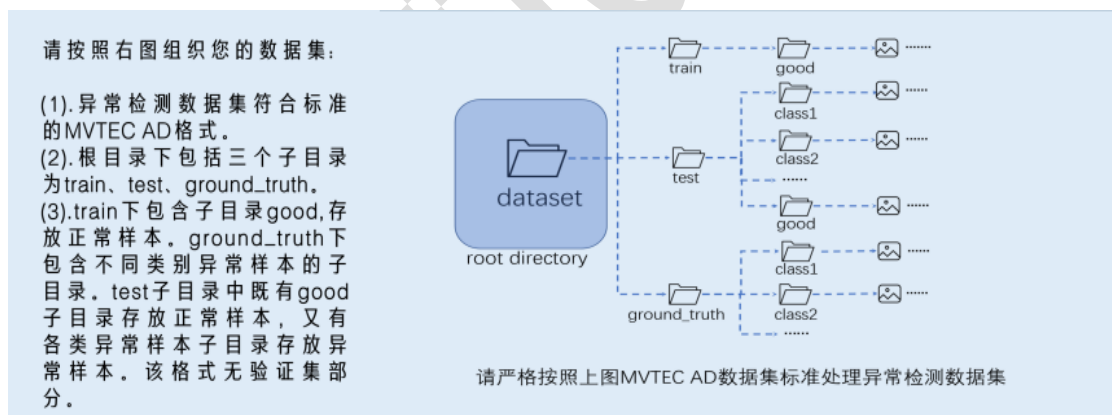 请按照右图组织您的数据集：
(1).异常检测数据集符合标准
的MVTEC AD格式。
(2).根目录下包括三个子目录
为train、test、ground_truth。
(3).train下包含子目录good,存
放正常样本。ground_truth下
包含不同类别异常样本的子
目录。test子目录中既有good
子目录存放正常样本，又有
各类异常样本子目录存放异
常样本。该格式无验证集部
分。
dataset
root directory
train
good
......
test
class1
......
class2
......
......
good
......
ground_truth
class1
......
class2
......
......
请严格按照上图MVTEC AD数据集标准处理异常检测数据集